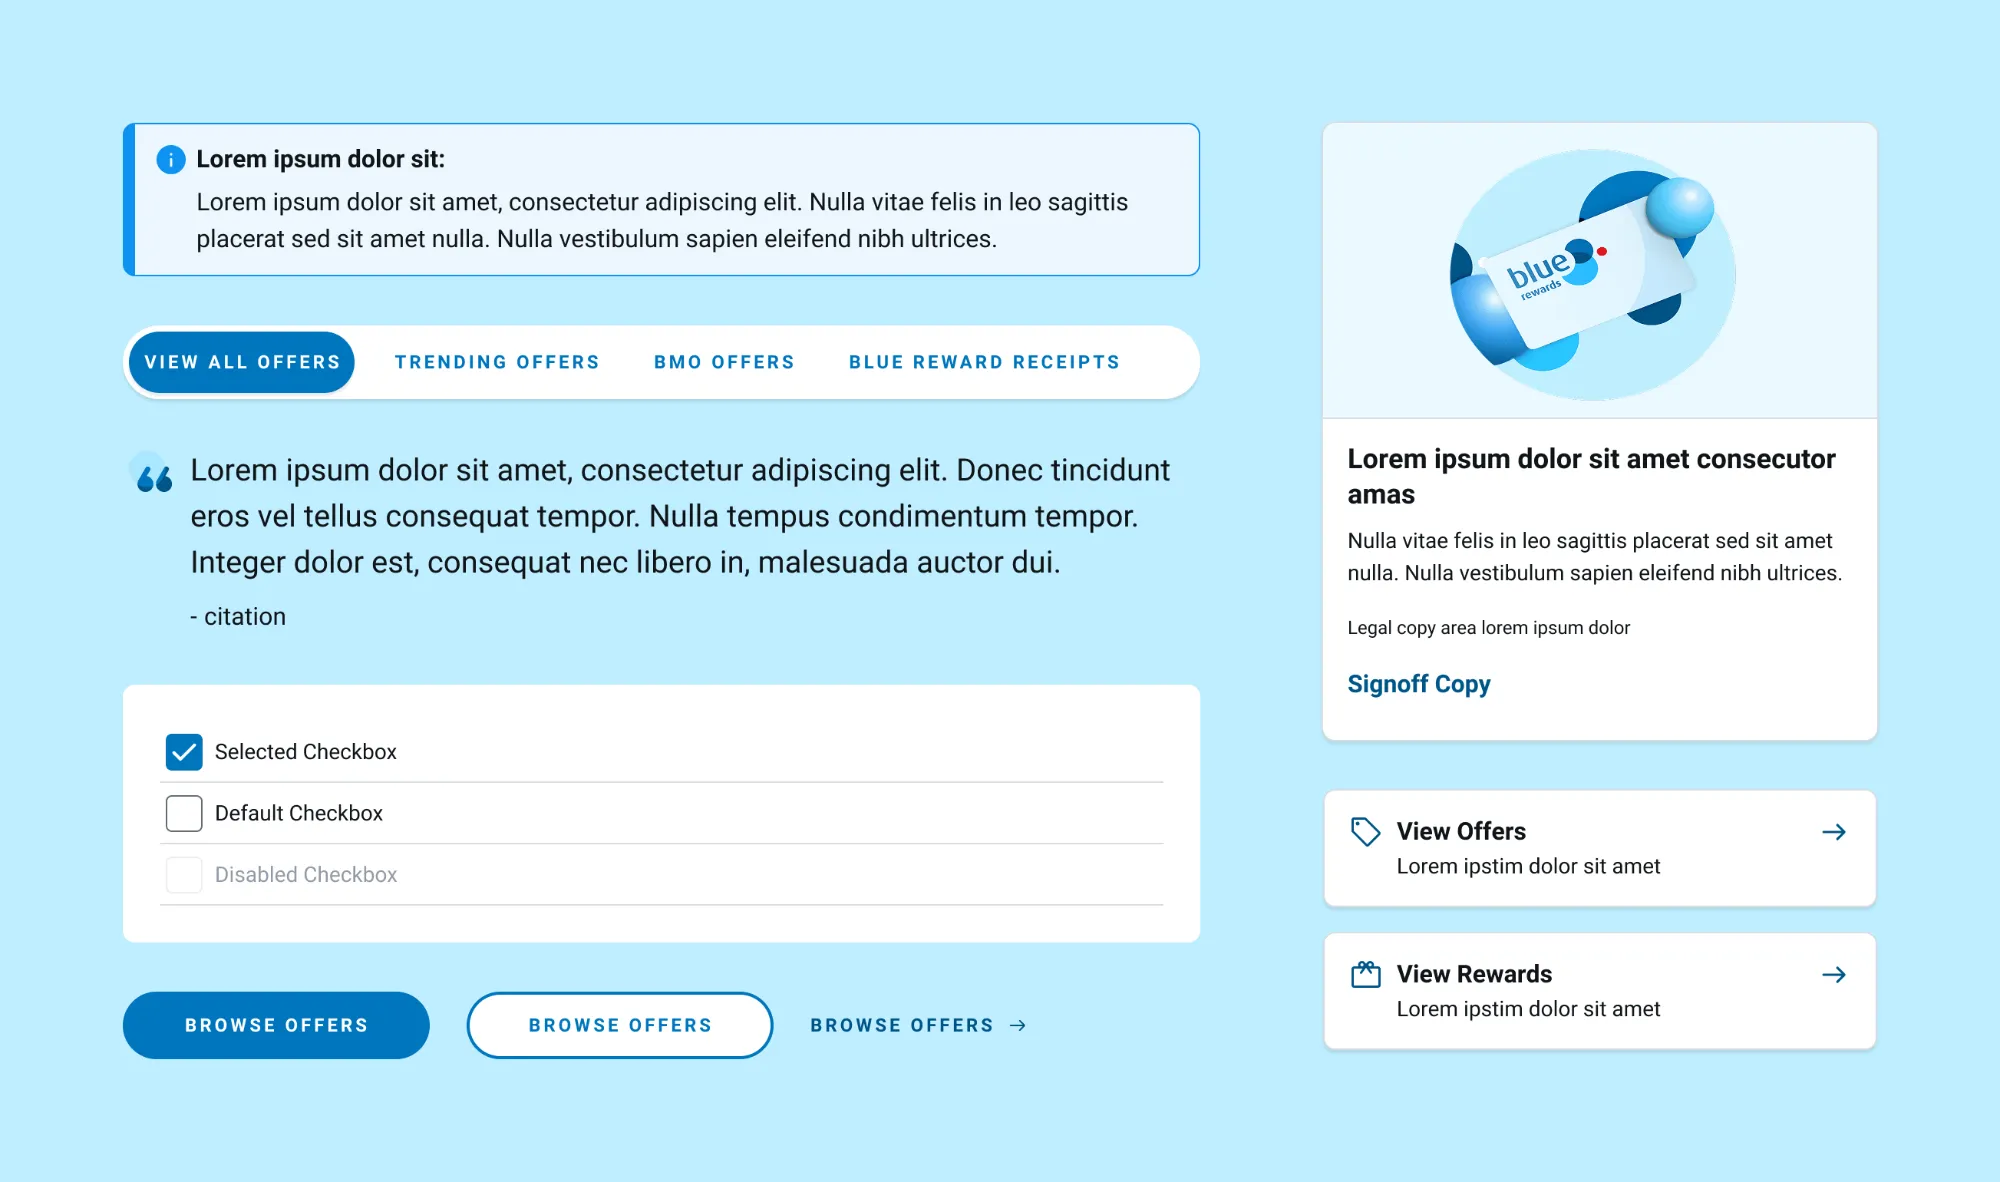 Lorem ipsum dolor sit:
Lorem ipsum dolor sit amet, consectetur adipiscing elit. Nulla vitae felis in leo sagittis
placerat sed sit amet nulla. Nulla vestibulum sapien eleifend nibh ultrices.
VIEW ALL OFFERS TRENDING OFFERS BMO OFFERS BLUE REWARD RECEIPTS
“ Lorem ipsum dolor sit amet, consectetur adipiscing elit. Donec tincidunt
eros vel tellus consequat tempor. Nulla tempus condimentum tempor.
Integer dolor est, consequat nec libero in, malesuada auctor dui.
- citation
Selected Checkbox
Default Checkbox
Disabled Checkbox
BROWSE OFFERS BROWSE OFFERS BROWSE OFFERS →
blue
rewards
Lorem ipsum dolor sit amet consecutor
amas
Nulla vitae felis in leo sagittis placerat sed sit amet
nulla. Nulla vestibulum sapien eleifend nibh ultrices.
Legal copy area lorem ipsum dolor
Signoff Copy
View Offers →
Lorem ipstim dolor sit amet
View Rewards →
Lorem ipstim dolor sit amet